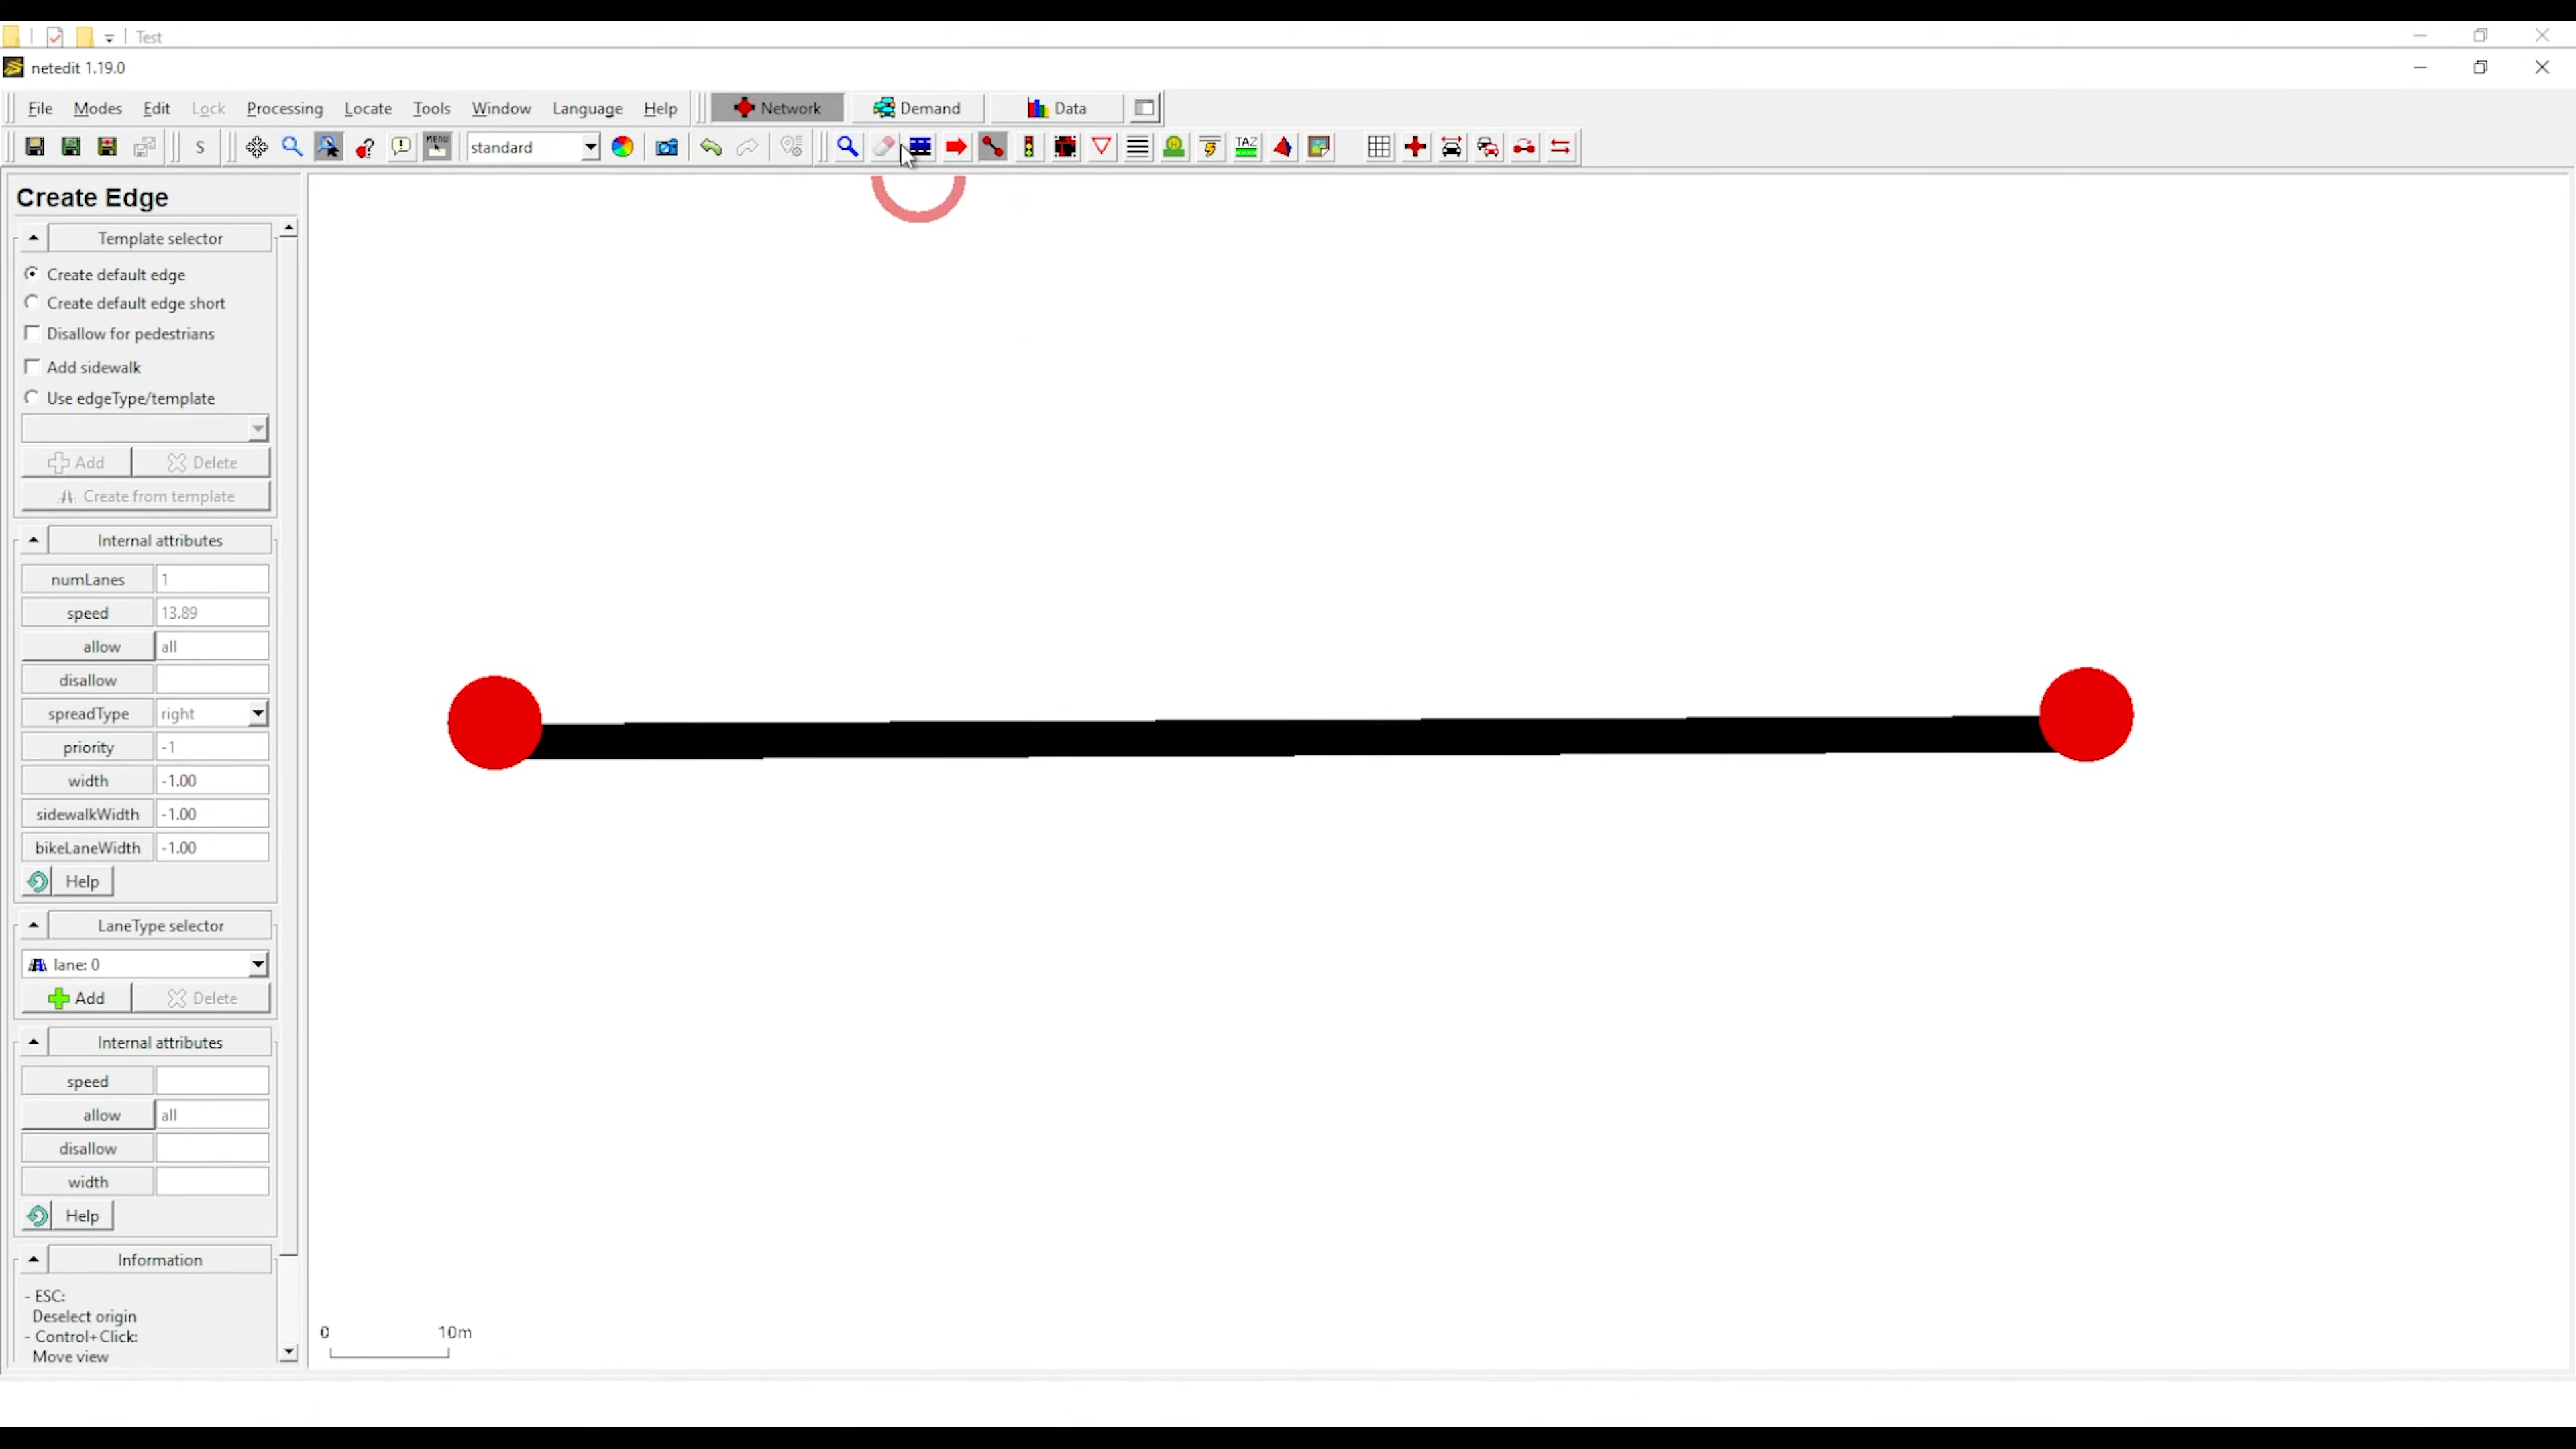 Test
netedit 1.19.0
File Modes Edit Lock Processing Locate Tools Window Language Help Network Demand Data
S MENU standard TAZ
Create Edge
Template selector
Create default edge
Create default edge short
Disallow for pedestrians
Add sidewalk
Use edgeType/template
Add Delete
Create from template
Internal attributes
numLanes 1
speed 13.89
allow all
disallow
spreadType right
priority -1
width -1.00
sidewalkWidth -1.00
bikeLaneWidth -1.00
Help
LaneType selector
lane: 0
Add Delete
Internal attributes
speed
allow all
disallow
width
Help
Information
- ESC:
Deselect origin
- Control+Click:
Move view
0 10m